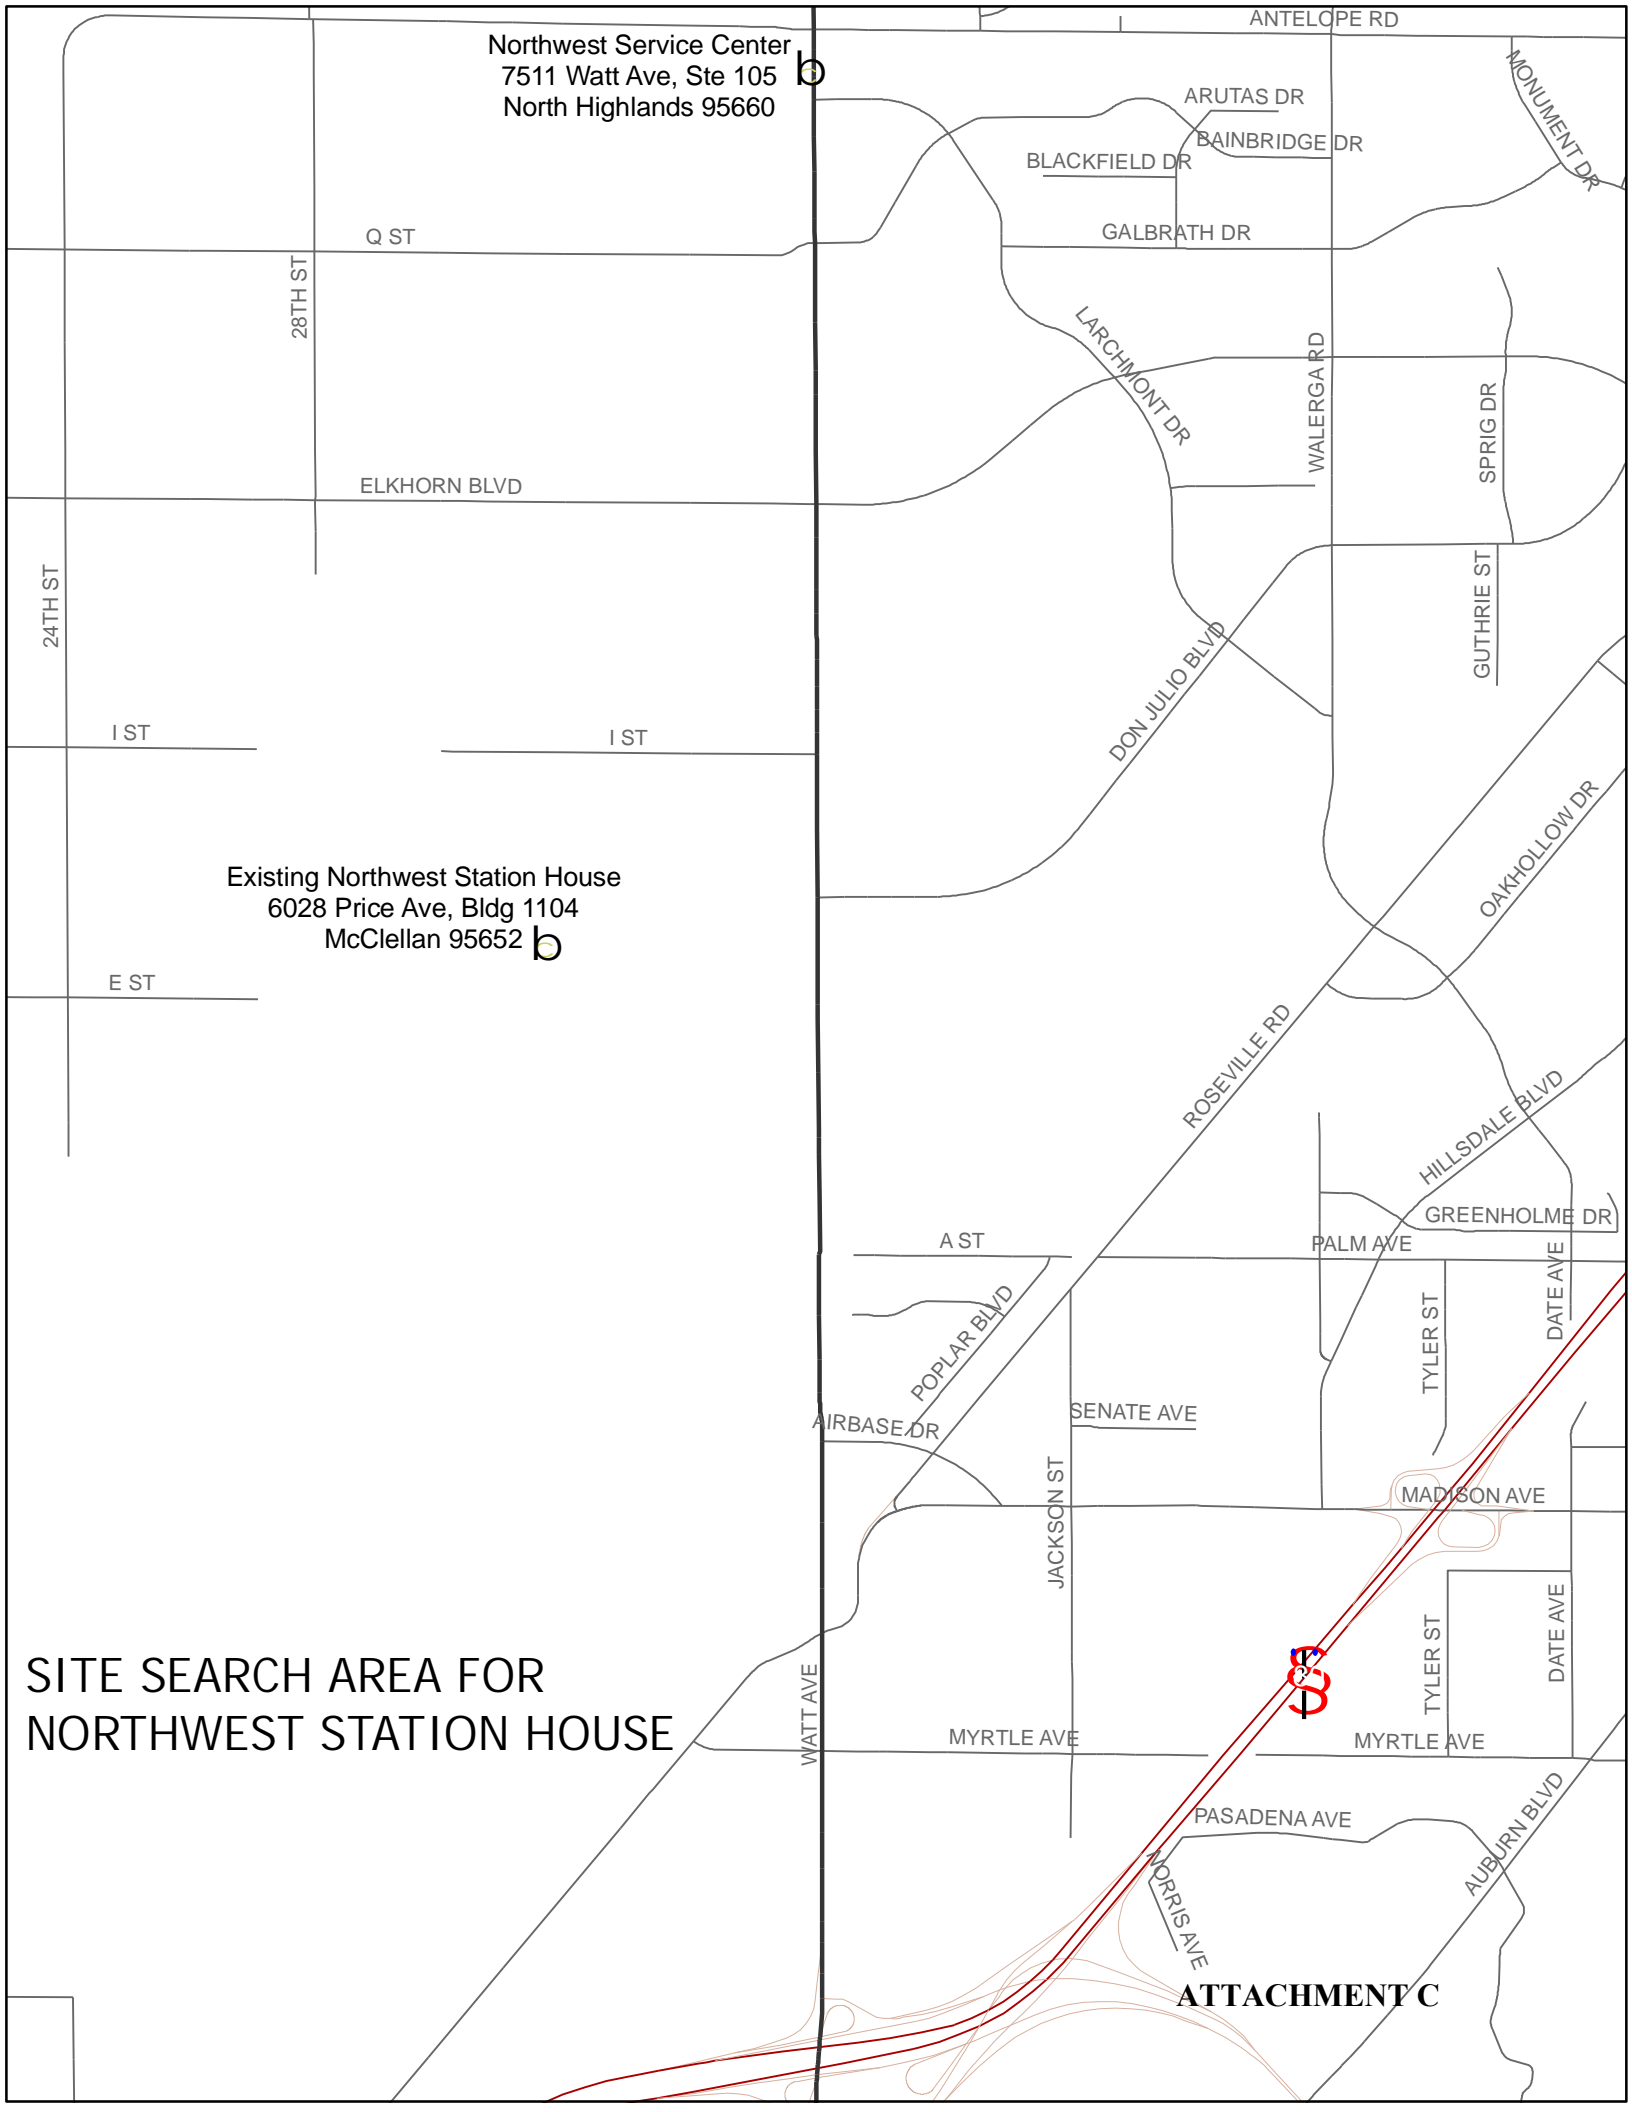 ANTELOPE RD
Northwest Service Center
7511 Watt Ave, Ste 105
North Highlands 95660
b
MONUMENT DR
ARUTAS DR
BAINBRIDGE DR
BLACKFIELD DR
Q ST
GALBRATH DR
28TH ST
LARCHMONT DR
WALERGA RD
SPRIG DR
ELKHORN BLVD
24TH ST
GUTHRIE ST
DON JULIO BLVD
I ST
I ST
OAKHOLLOW DR
Existing Northwest Station House
6028 Price Ave, Bldg 1104
McClellan 95652
b
E ST
ROSEVILLE RD
HILLSDALE BLVD
GREENHOLME DR
A ST
PALM AVE
DATE AVE
POPLAR BLVD
TYLER ST
AIRBASE DR
SENATE AVE
JACKSON ST
MADISON AVE
TYLER ST
DATE AVE
SITE SEARCH AREA FOR
NORTHWEST STATION HOUSE
WATT AVE
MYRTLE AVE
MYRTLE AVE
PASADENA AVE
AUBURN BLVD
NORRIS AVE
ATTACHMENT C